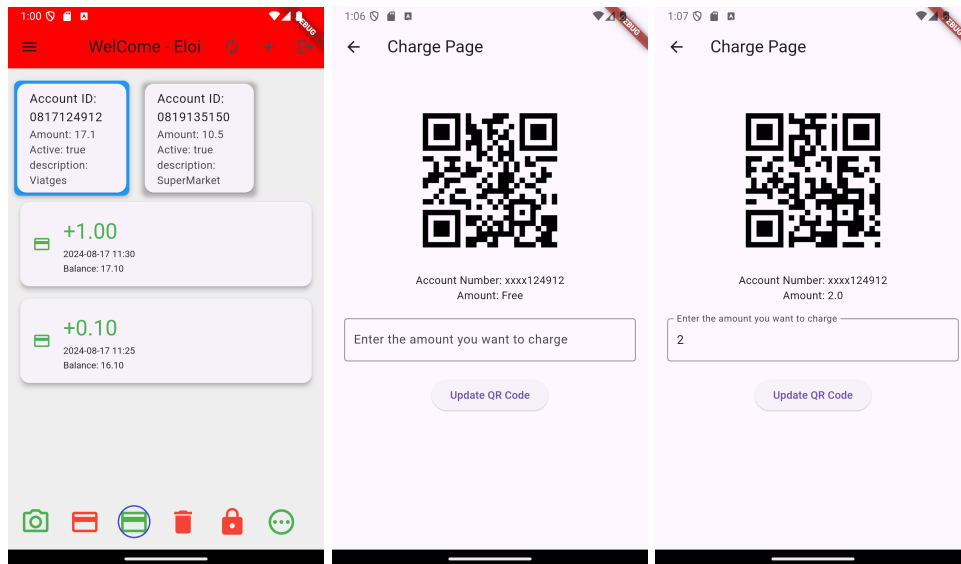 1:00
DEBUG
WelCome - Eloi
Account ID:
0817124912
Amount: 17.1
Active: true
description:
Viatges
Account ID:
0819135150
Amount: 10.5
Active: true
description:
SuperMarket
+1.00
2024-08-17 11:30
Balance: 17.10
+0.10
2024-08-17 11:25
Balance: 16.10
1:06
DEBUG
Charge Page
Account Number: xxxx124912
Amount: Free
Enter the amount you want to charge
Update QR Code
1:07
DEBUG
Charge Page
Account Number: xxxx124912
Amount: 2.0
Enter the amount you want to charge
2
Update QR Code